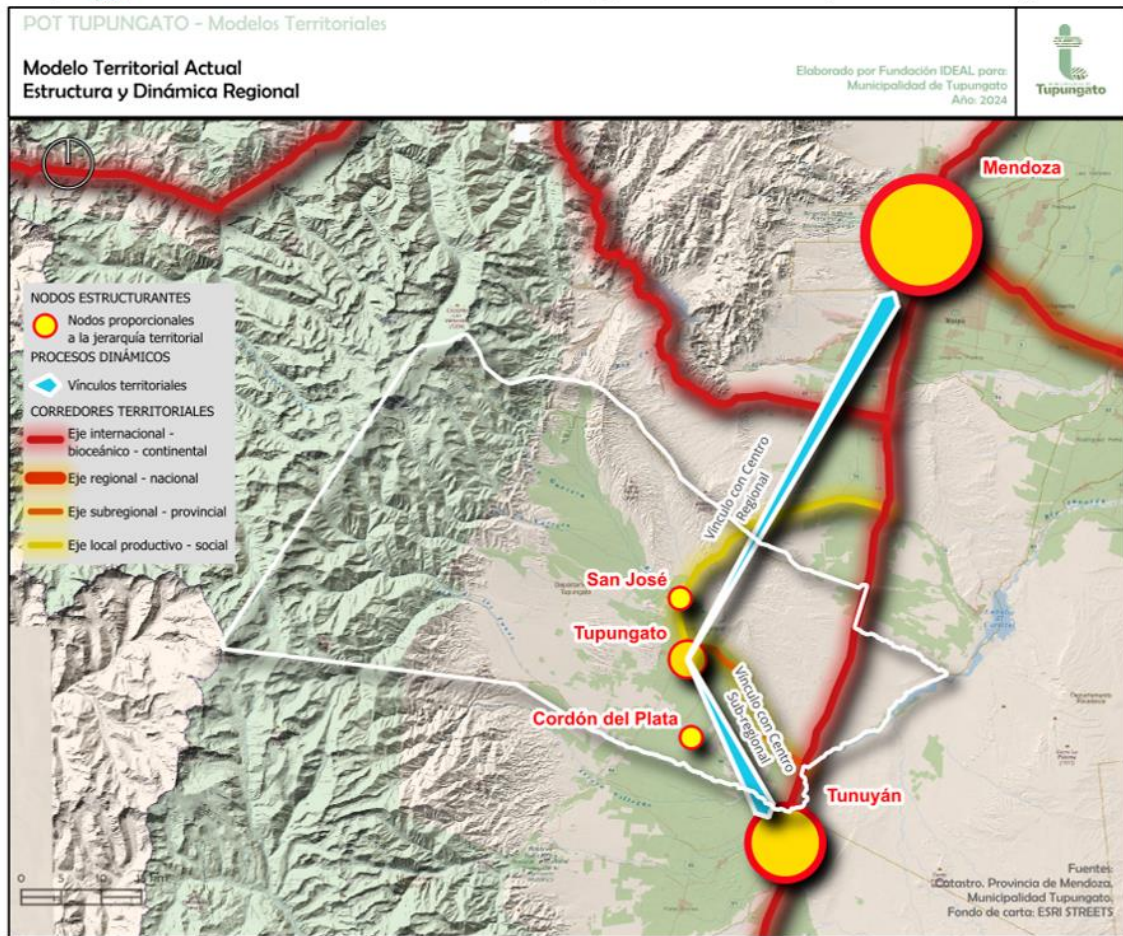 POT TUPUNGATO - Modelos Territoriales
Modelo Territorial Actual
Estructura y Dinámica Regional
Elaborado por Fundación IDEAL para:
Municipalidad de Tupungato
Año: 2024
Tupungato
Mendoza
NODOS ESTRUCTURANTES
Nodos proporcionales
a la jerarquía territorial
PROCESOS DINÁMICOS
Vínculos territoriales
CORREDORES TERRITORIALES
Eje internacional -
bioceánico - continental
Eje regional - nacional
Eje subregional - provincial
Eje local productivo - social
Maipú
Vínculo con Centro
Regional
San José
Tupungato
Vínculo con Centro
Sub-regional
Cordón del Plata
Tunuyán
0 5 10
Fuentes:
Catastro. Provincia de Mendoza.
Municipalidad Tupungato.
Fondo de carta: ESRI STREETS